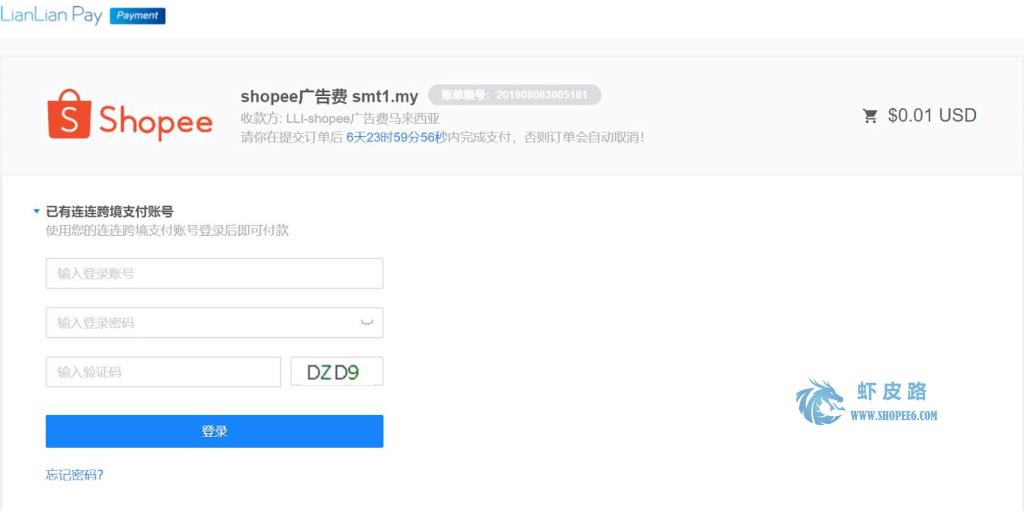 LianLian Pay Payment
shopee广告费 smt1.my 账单编号：201908063005181
Shopee
收款方: LLI-shopee广告费马来西亚
$0.01 USD
请你在提交订单后 6天23时59分56秒内完成支付，否则订单会自动取消!
已有连连跨境支付账号
使用您的连连跨境支付账号登录后即可付款
输入登录账号
输入登录密码
输入验证码 DZD9
登录
忘记密码?
虾皮路
WWW.SHOPEE6.COM